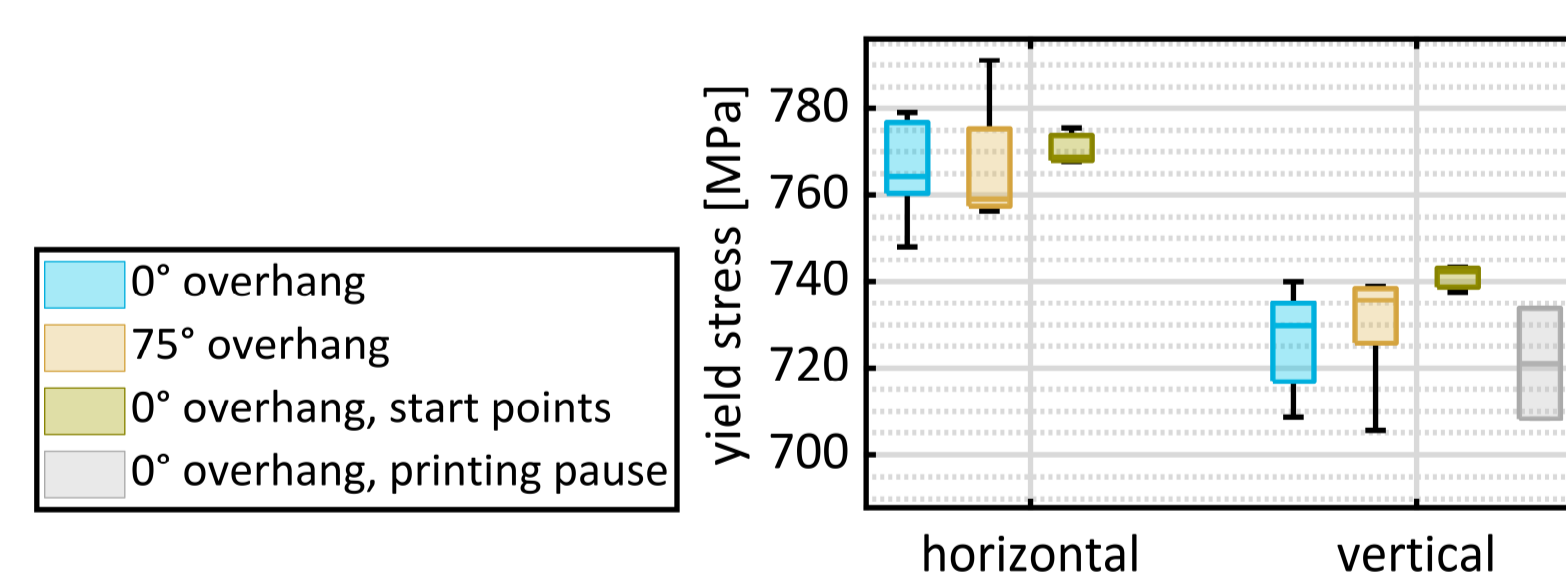 0° overhang
75° overhang
0° overhang, start points
0° overhang, printing pause
yield stress [MPa]
780
760
740
720
700
horizontal
vertical